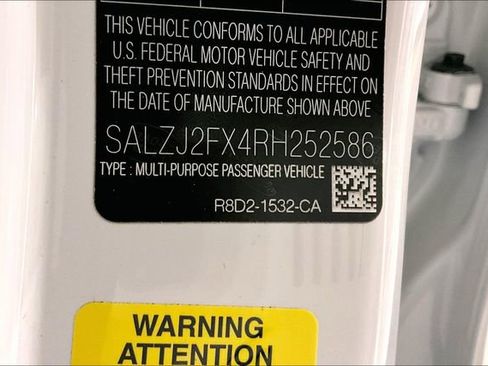 THIS VEHICLE CONFORMS TO ALL APPLICABLE
U.S. FEDERAL MOTOR VEHICLE SAFETY AND
THEFT PREVENTION STANDARDS IN EFFECT ON
THE DATE OF MANUFACTURE SHOWN ABOVE
SALZJ2FX4RH252586
TYPE : MULTI-PURPOSE PASSENGER VEHICLE
R8D2-1532-CA
WARNING
ATTENTION